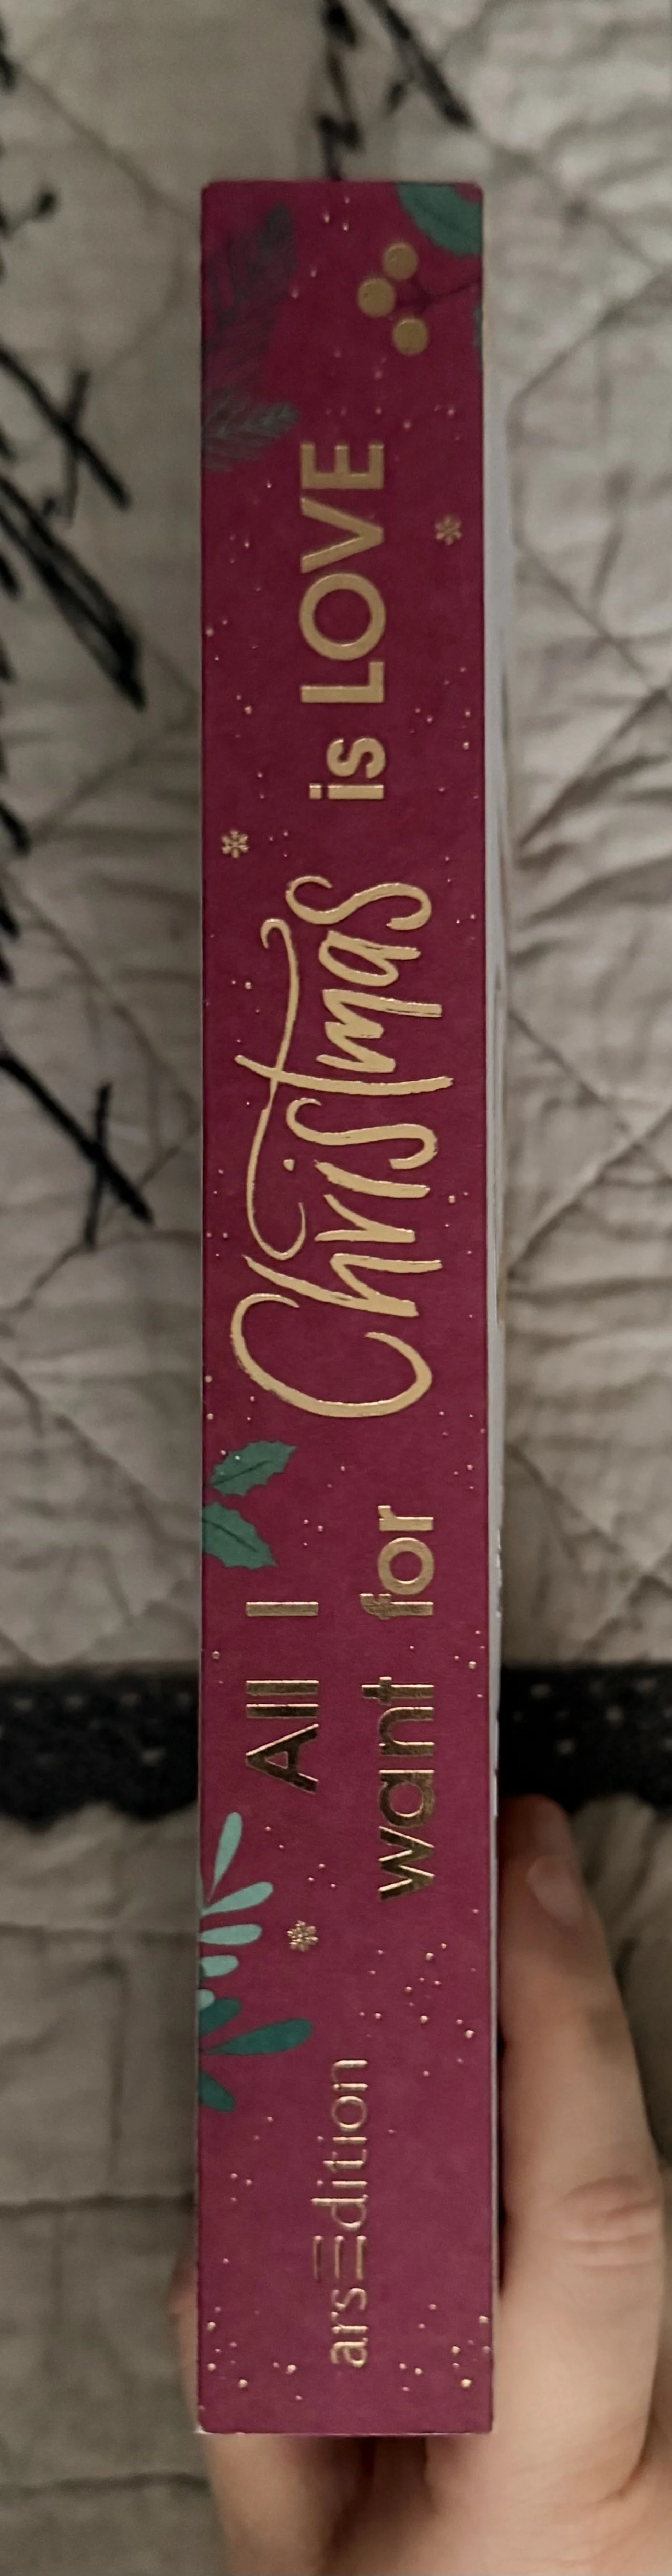 All I
want for
Christmas
is LOVE
arsEdition